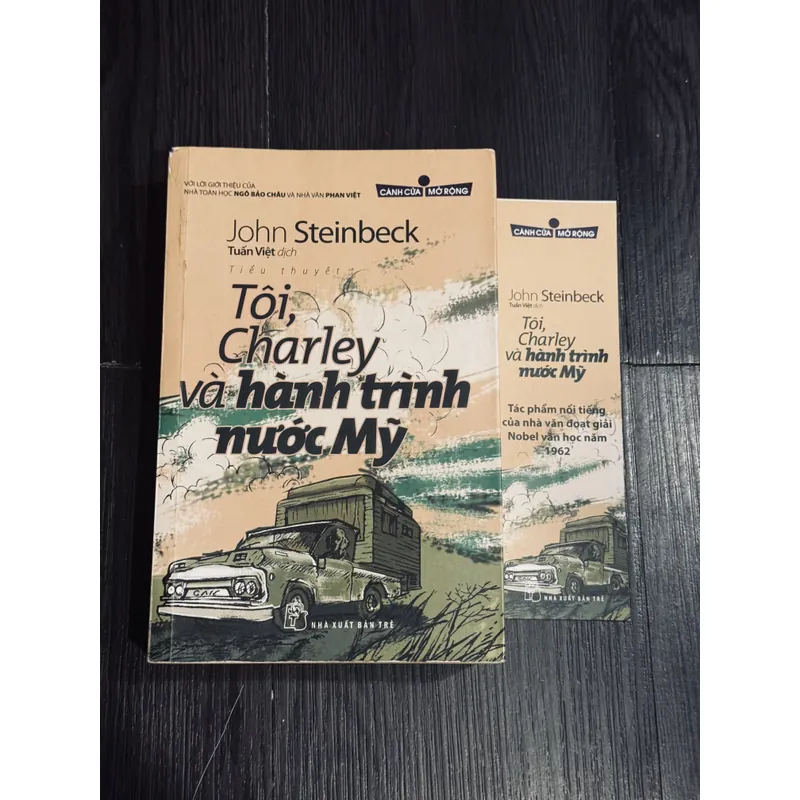 VỚI LỜI GIỚI THIỆU CỦA
NHÀ TOÁN HỌC NGÔ BẢO CHÂU VÀ NHÀ VĂN PHAN VIỆT
CÁNH CỬA MỞ RỘNG
John Steinbeck
Tuấn Việt dịch
Tiểu thuyết
Tôi,
Charley
và hành trình
nước Mỹ
GMC
NHÀ XUẤT BẢN TRẺ
CÁNH CỬA MỞ RỘNG
John Steinbeck
Tuấn Việt dịch
Tôi,
Charley
và hành trình
nước Mỹ
Tác phẩm nổi tiếng
của nhà văn đoạt giải
Nobel văn học năm
1962
NHÀ XUẤT BẢN TRẺ